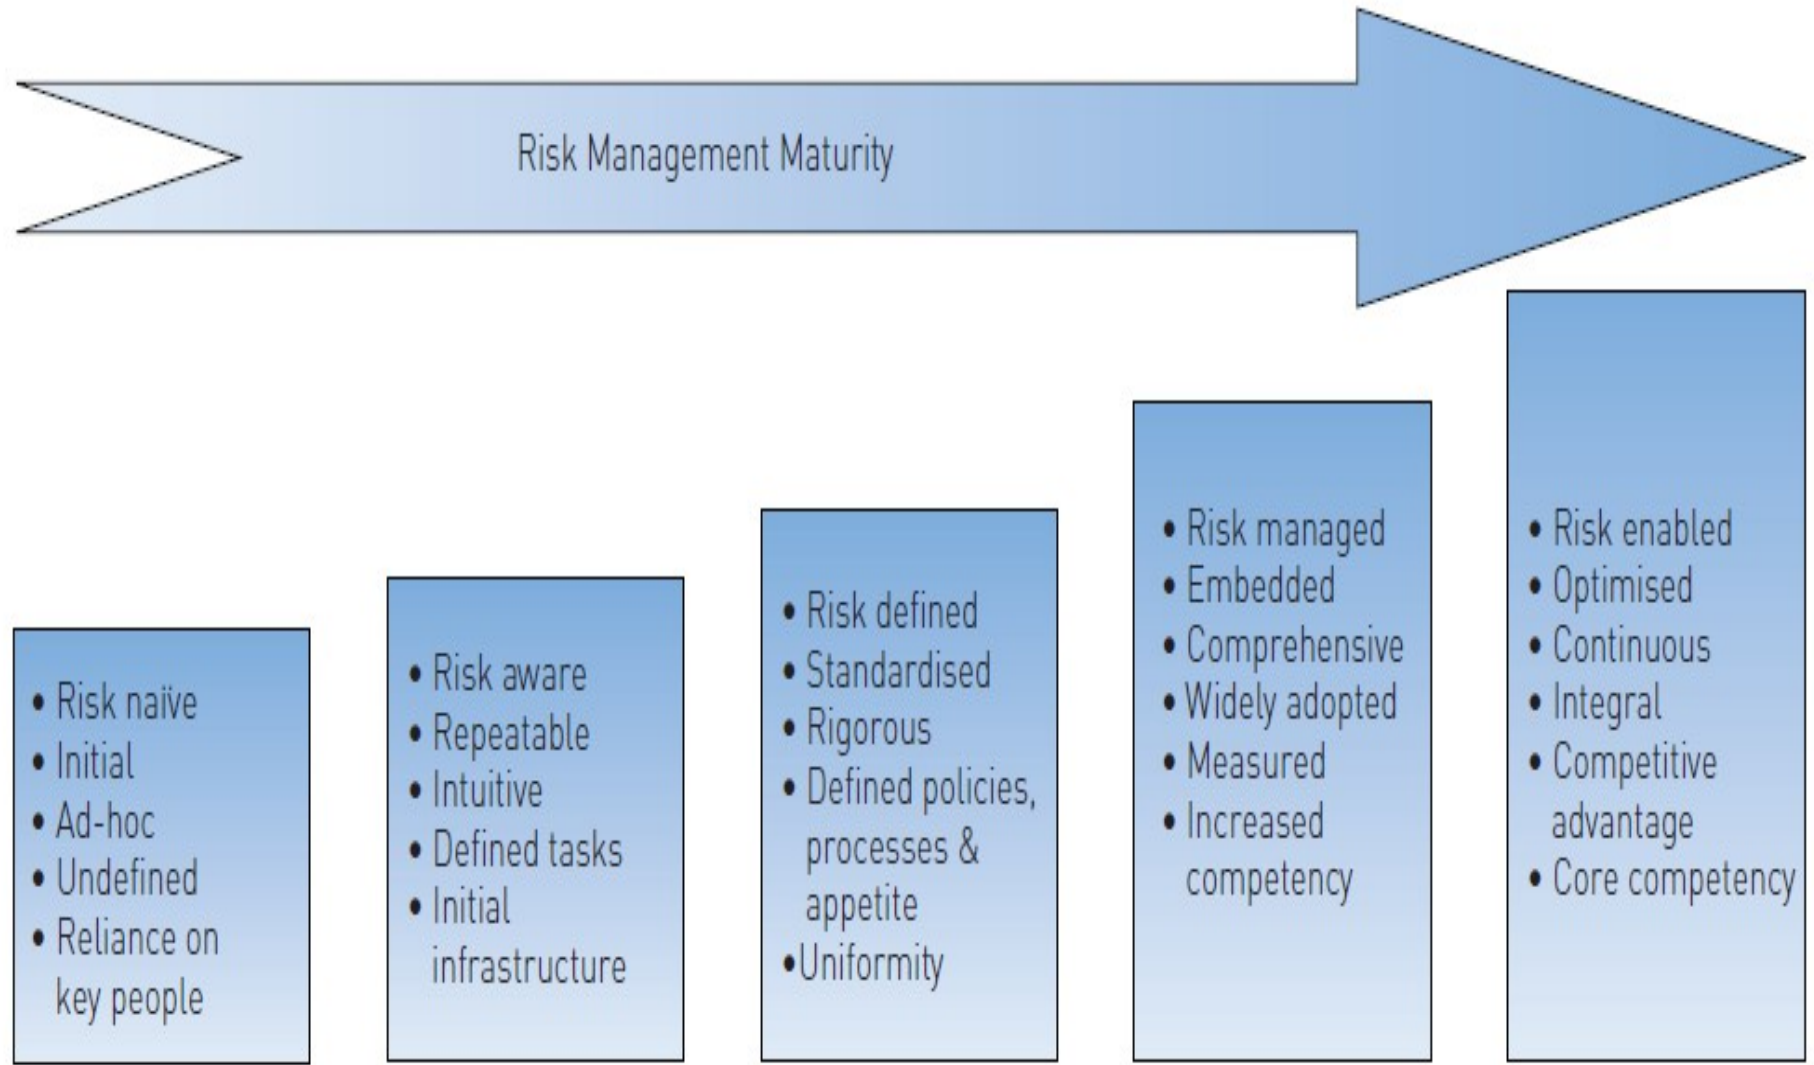 Risk Management Maturity
• Risk naïve
• Initial
• Ad-hoc
• Undefined
• Reliance on
key people
• Risk aware
• Repeatable
• Intuitive
• Defined tasks
• Initial
infrastructure
• Risk defined
• Standardised
• Rigorous
• Defined policies,
processes &
appetite
•Uniformity
• Risk managed
• Embedded
• Comprehensive
• Widely adopted
• Measured
• Increased
competency
• Risk enabled
• Optimised
• Continuous
• Integral
• Competitive
advantage
• Core competency